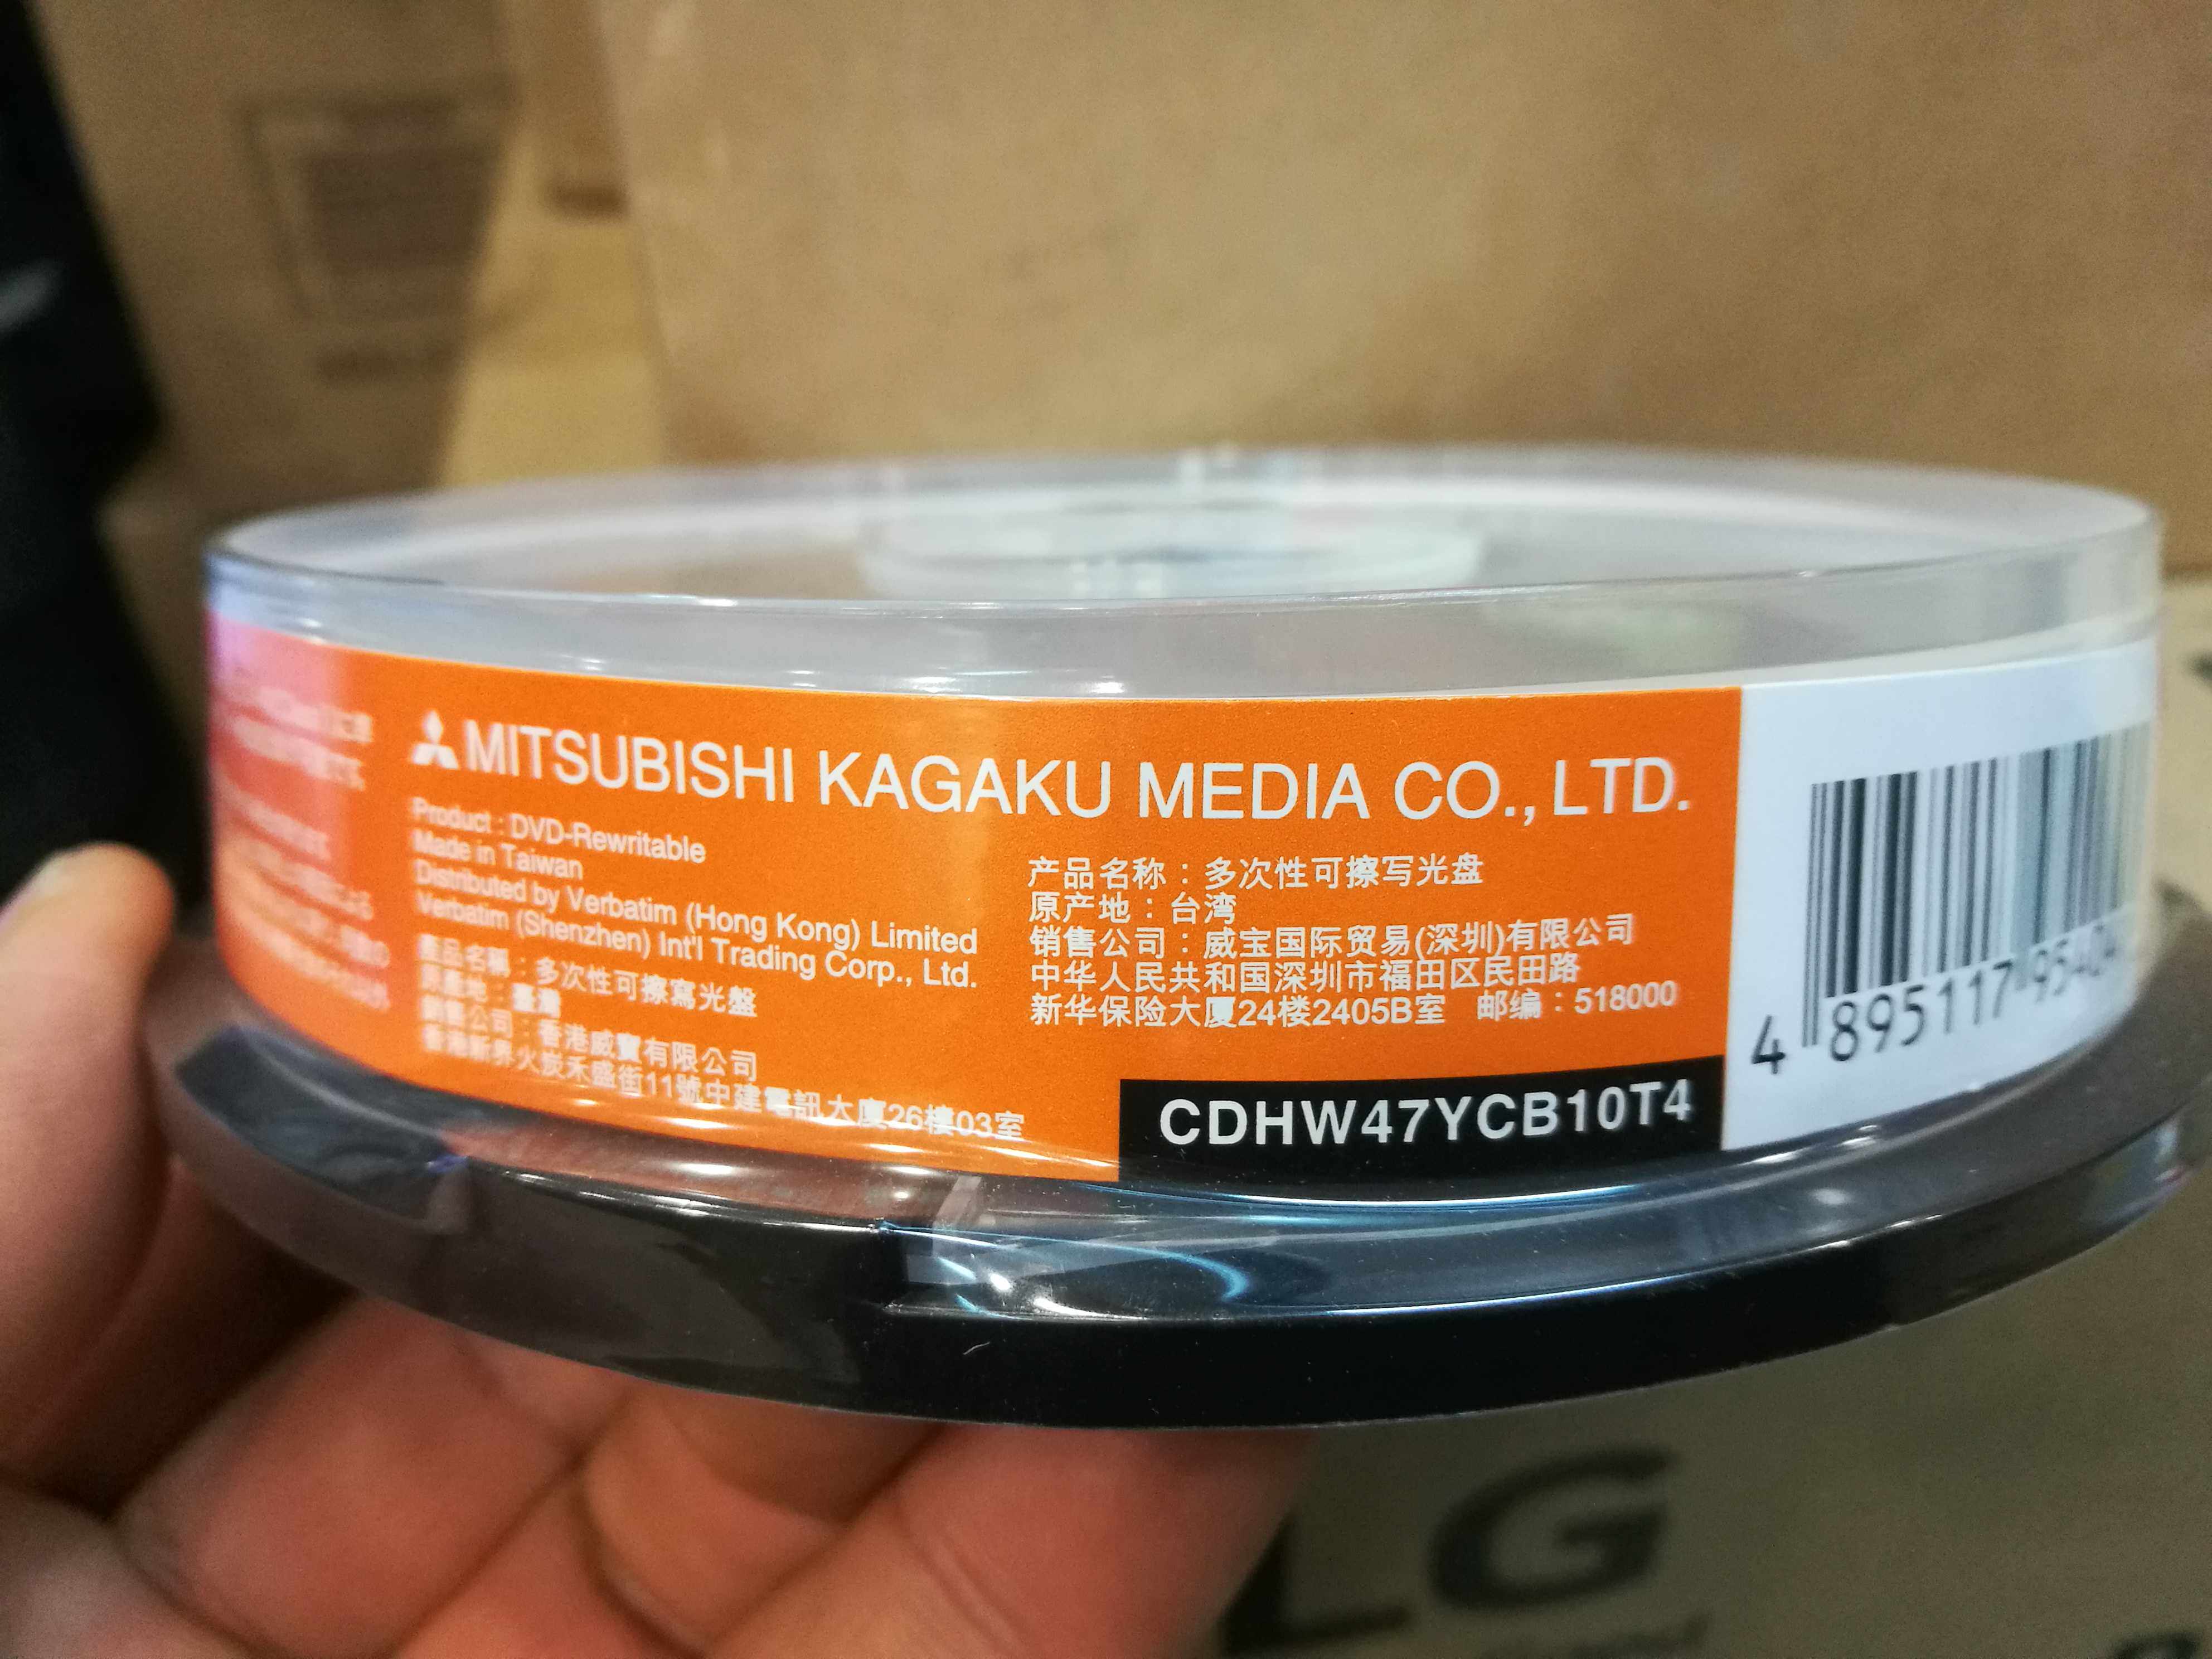 MITSUBISHI KAGAKU MEDIA CO., LTD.
Product : DVD-Rewritable
Made in Taiwan
Distributed by Verbatim (Hong Kong) Limited
Verbatim (Shenzhen) Int'l Trading Corp., Ltd.
產品名稱：多次性可擦寫光盤
原產地：臺灣
銷售公司：香港威寶有限公司
香港新界火炭禾盛街11號中建電訊大廈26樓03室
产品名称：多次性可擦写光盘
原产地：台湾
销售公司：威宝国际贸易(深圳)有限公司
中华人民共和国深圳市福田区民田路
新华保险大厦24楼2405B室 邮编：518000
CDHW47YCB10T4
4 895117 9540
LG